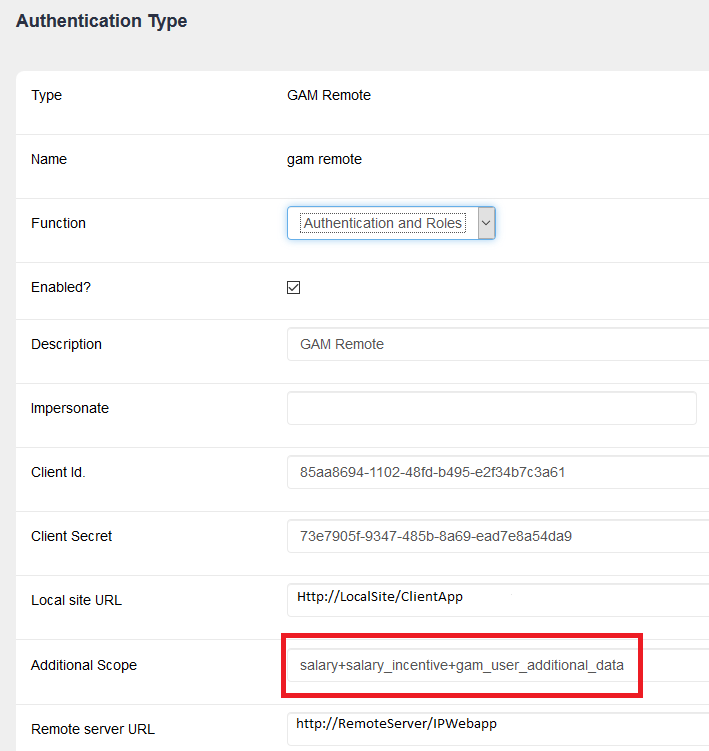 Authentication Type
Type GAM Remote
Name gam remote
Function Authentication and Roles
Enabled?
Description GAM Remote
Impersonate
Client Id. 85aa8694-1102-48fd-b495-e2f34b7c3a61
Client Secret 73e7905f-9347-485b-8a69-ead7e8a54da9
Local site URL Http://LocalSite/ClientApp
Additional Scope salary+salary_incentive+gam_user_additional_data
Remote server URL http://RemoteServer/IPWebapp